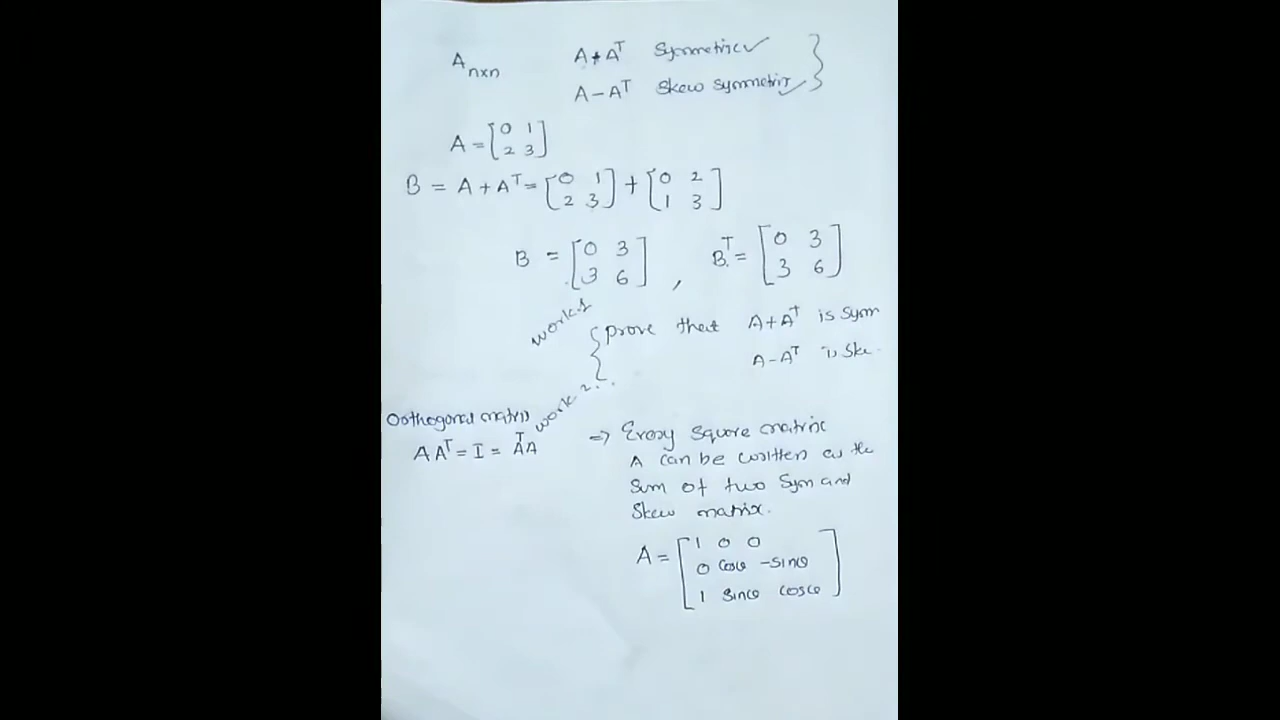 A n×n A + Aᵀ Symmetric ✓
A − Aᵀ Skew symmetric ✓
A = [0 1
2 3]
B = A + Aᵀ = [0 1 + [0 2
2 3] 1 3]
B = [0 3 Bᵀ = [0 3
3 6] , 3 6]
work.1
prove that A+Aᵀ is Sym
A−Aᵀ is Ske
work 2.
Orthogonal matrix
AAᵀ = I = AᵀA
⇒ Every square matrix
A can be written as the
Sum of two Sym and
Skew matrix.
A = [1 0 0
0 cosθ −sinθ
1 sinθ cosθ]